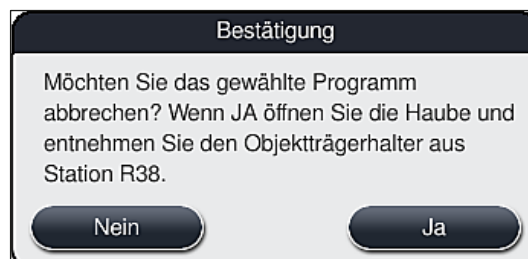 Bestätigung
Möchten Sie das gewählte Programm
abbrechen? Wenn JA öffnen Sie die Haube und
entnehmen Sie den Objektträgerhalter aus
Station R38.
Nein
Ja